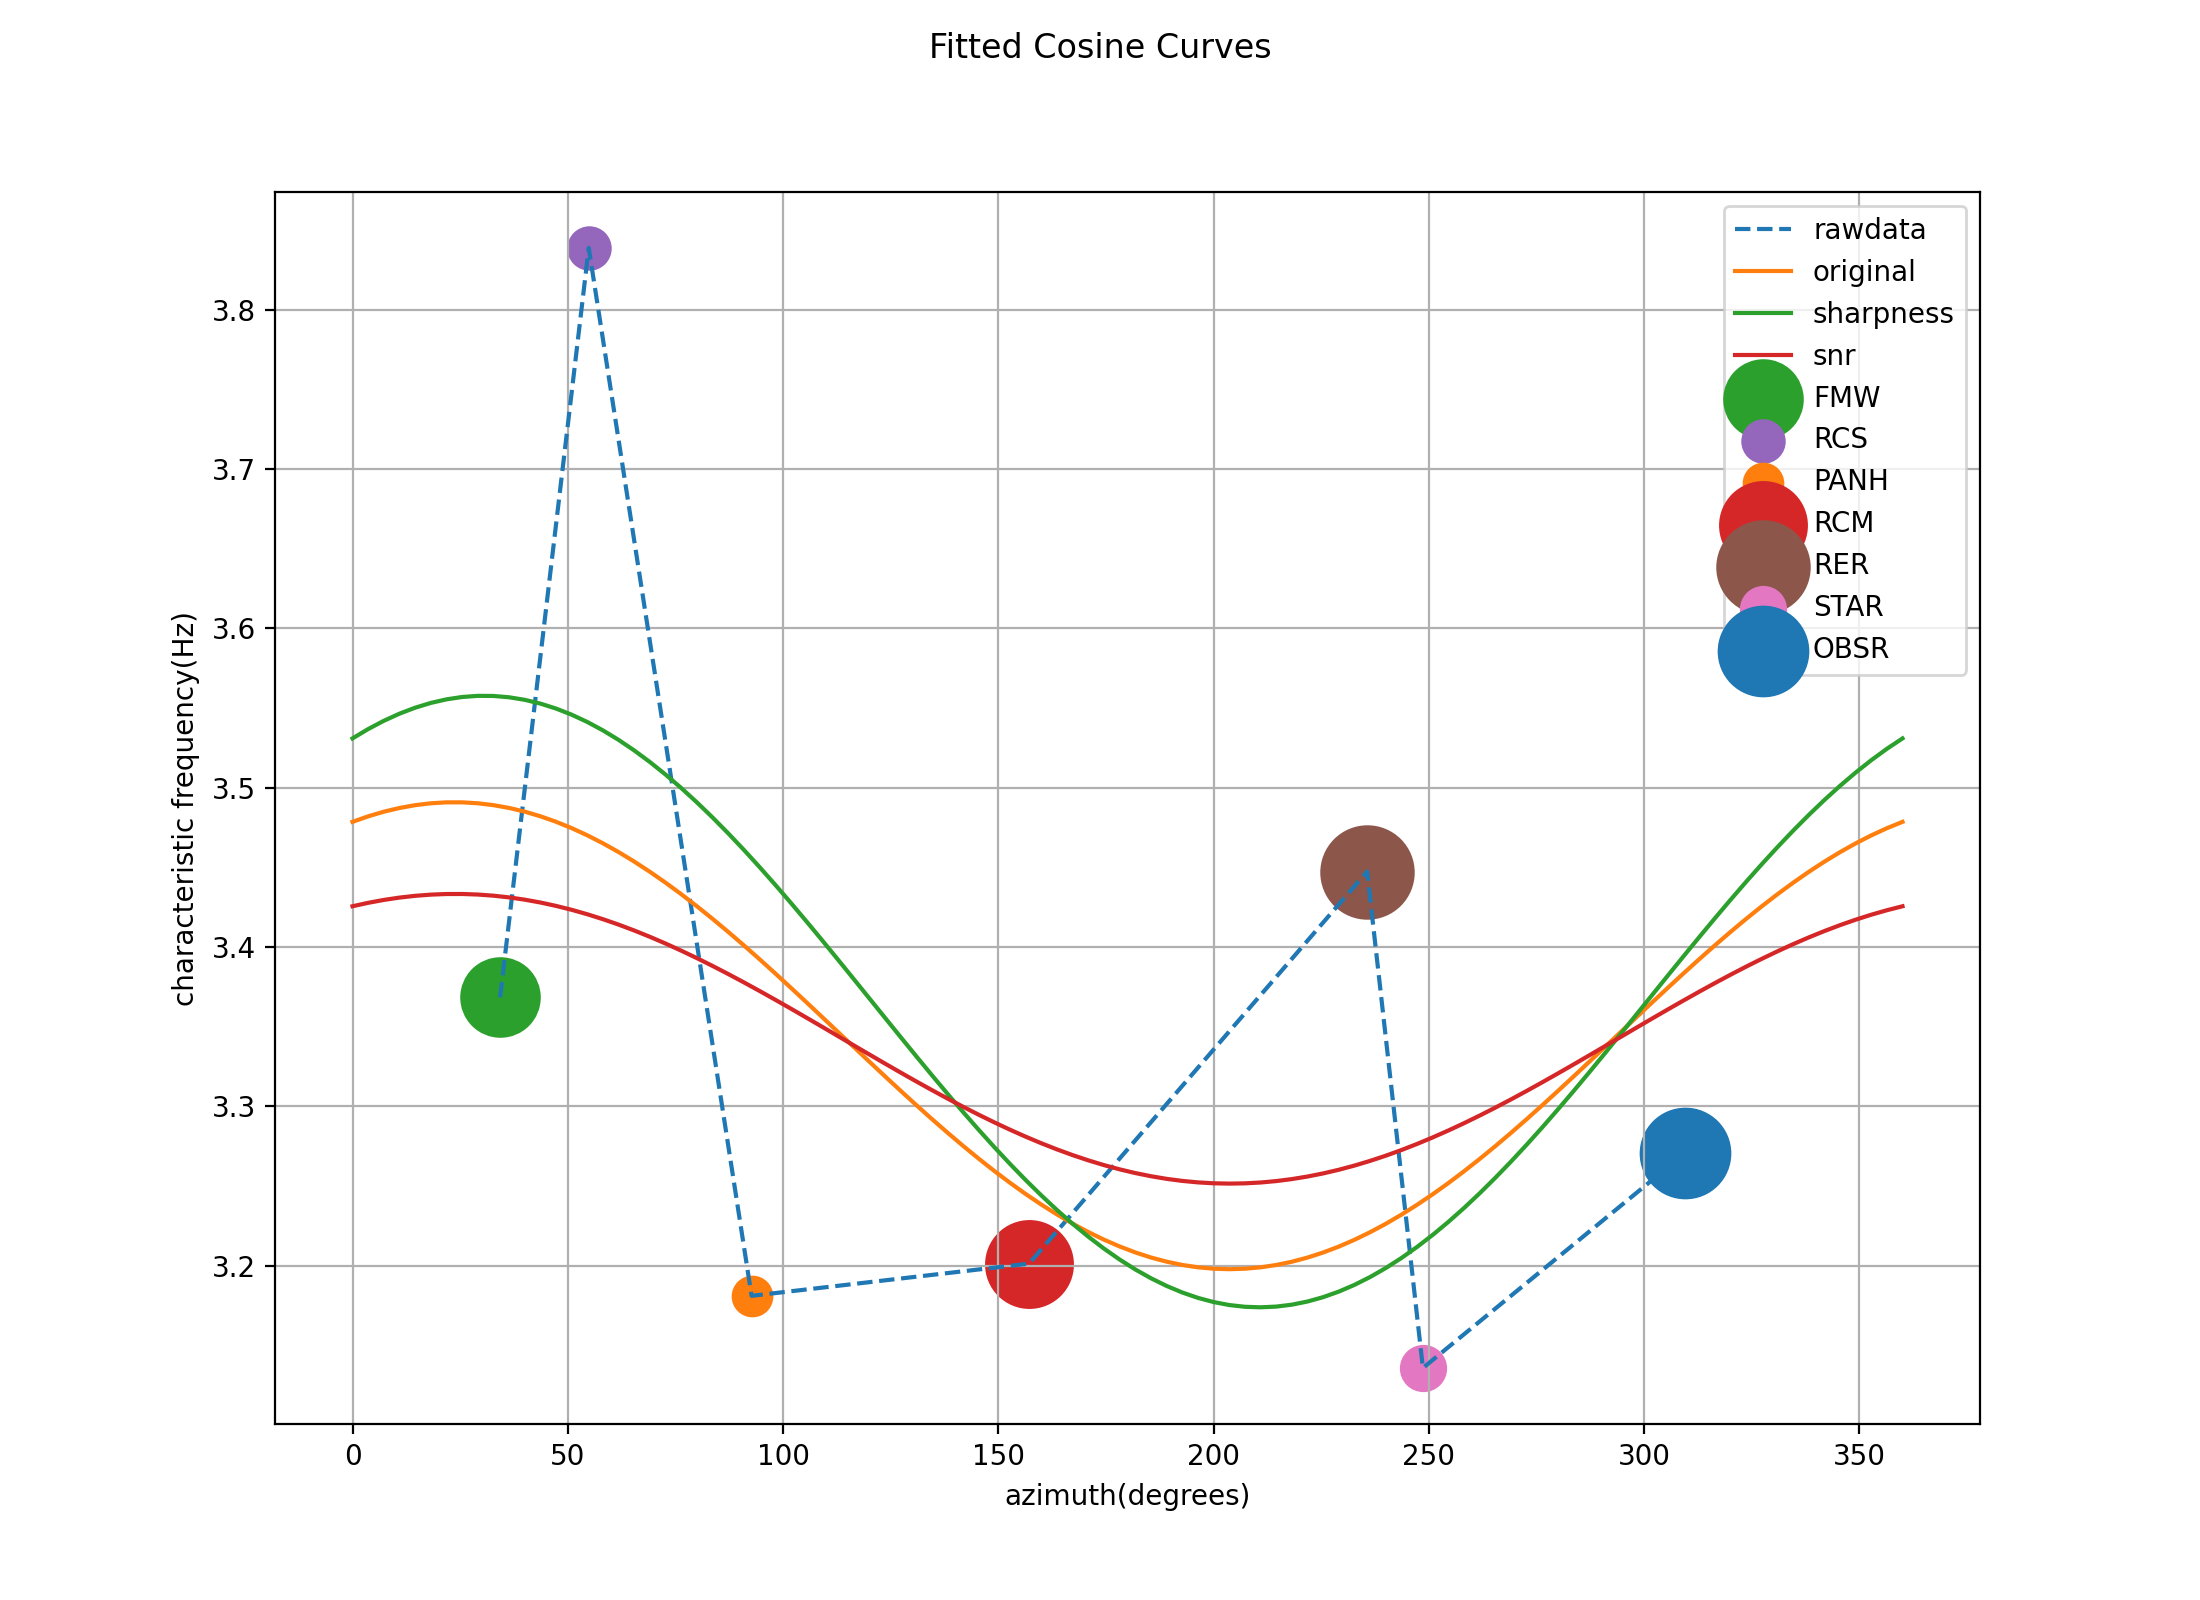 Fitted Cosine Curves
rawdata
original
sharpness
snr
FMW
RCS
PANH
RCM
RER
STAR
OBSR
characteristic frequency(Hz)
3.8
3.7
3.6
3.5
3.4
3.3
3.2
0 50 100 150 200 250 300 350
azimuth(degrees)